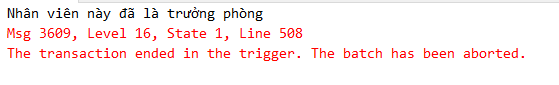 Nhân viên này đã là trưởng phòng
Msg 3609, Level 16, State 1, Line 508
The transaction ended in the trigger. The batch has been aborted.